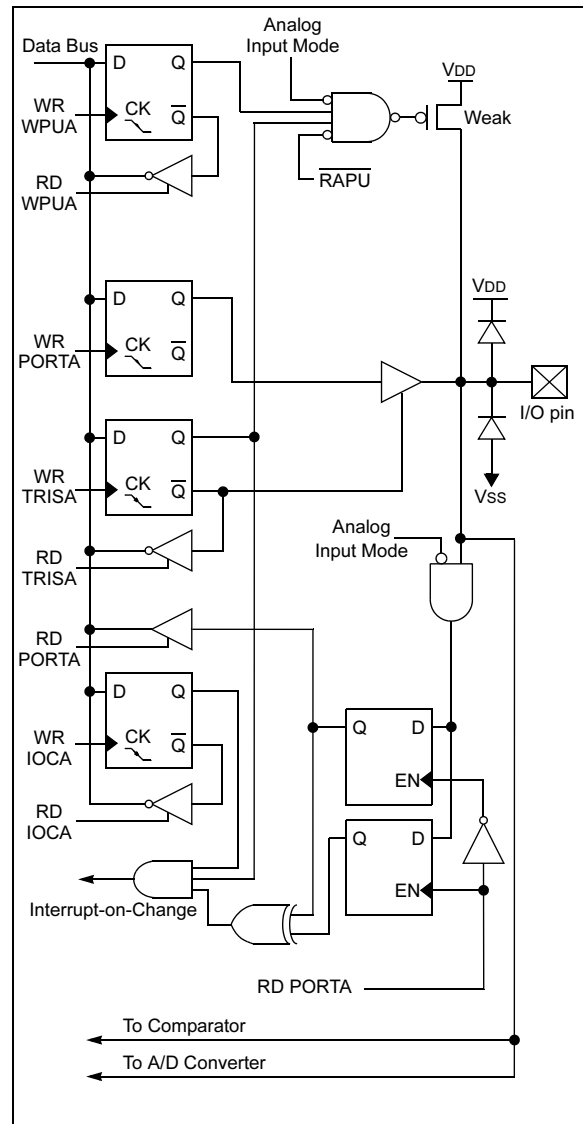 Analog
Input Mode
Data Bus
D Q
VDD
WR
WPUA
CK
Q
Weak
RD
WPUA
RAPU
D Q
VDD
WR
PORTA
CK
Q
I/O pin
D Q
WR
TRISA
CK
Q
VSS
Analog
Input Mode
RD
TRISA
RD
PORTA
D Q
Q D
WR
IOCA
CK
Q
EN
RD
IOCA
Q D
EN
Interrupt-on-Change
RD PORTA
To Comparator
To A/D Converter